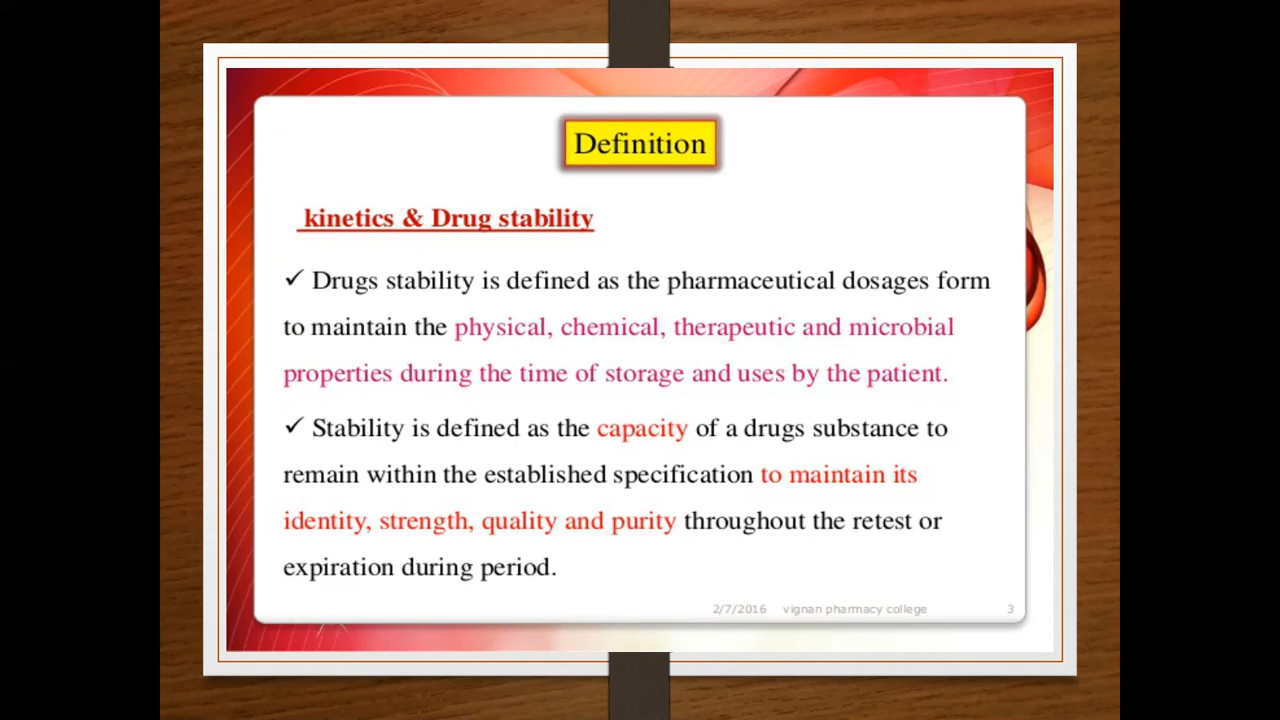 Definition
kinetics & Drug stability
✓ Drugs stability is defined as the pharmaceutical dosages form
to maintain the physical, chemical, therapeutic and microbial
properties during the time of storage and uses by the patient.
✓ Stability is defined as the capacity of a drugs substance to
remain within the established specification to maintain its
identity, strength, quality and purity throughout the retest or
expiration during period.
2/7/2016 vignan pharmacy college 3